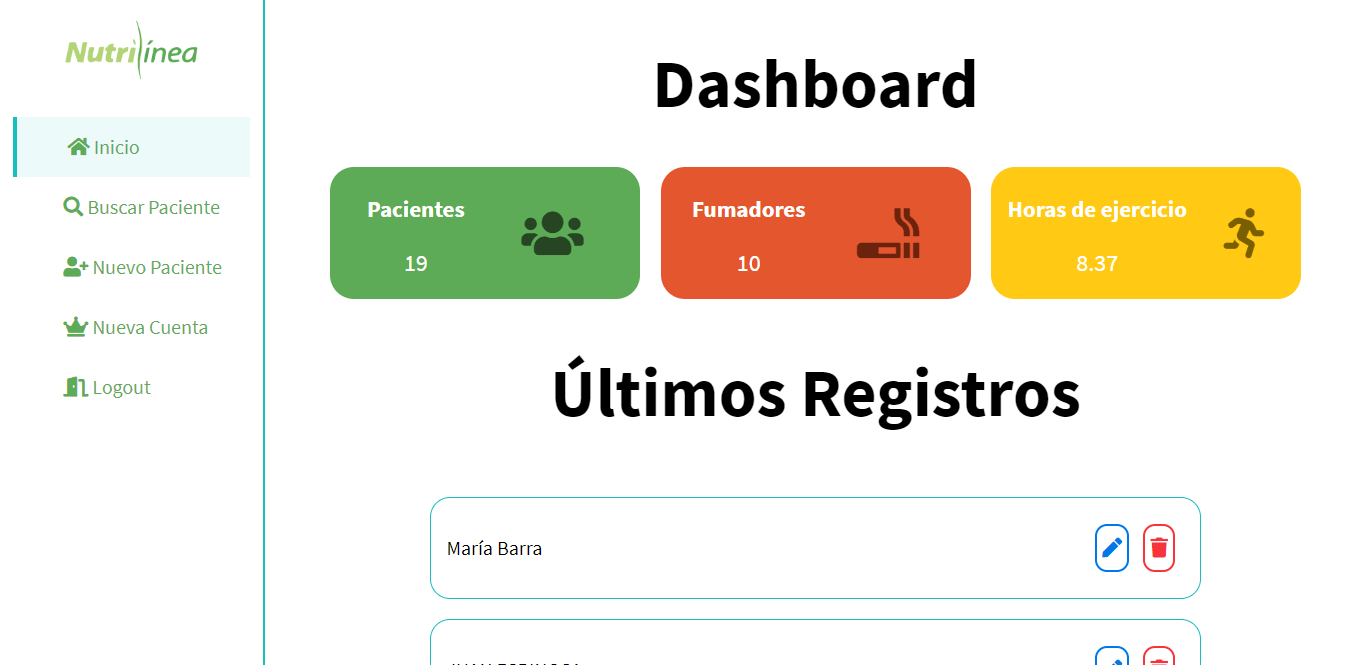 Nutrilínea
Inicio
Buscar Paciente
Nuevo Paciente
Nueva Cuenta
Logout
Dashboard
Pacientes
19
Fumadores
10
Horas de ejercicio
8.37
Últimos Registros
María Barra